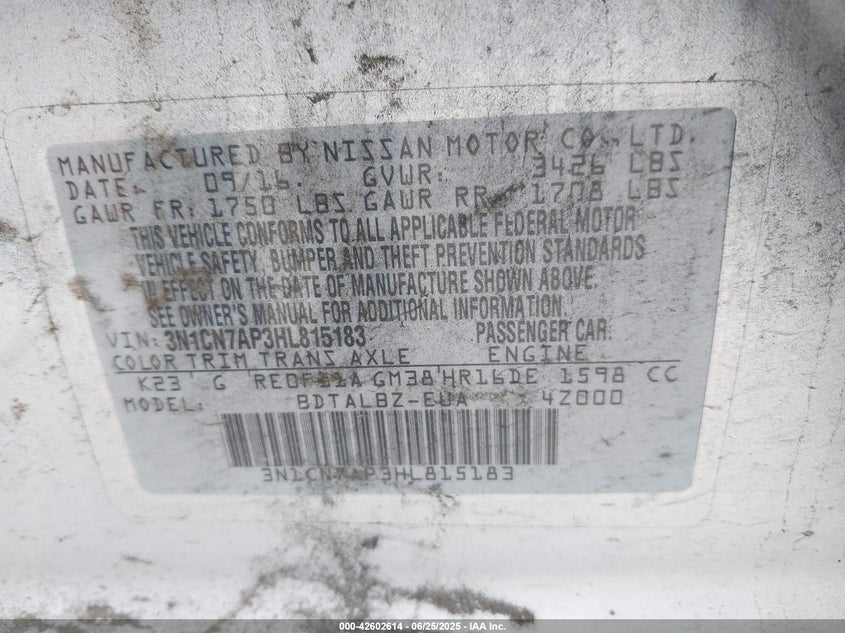 MANUFACTURED BY NISSAN MOTOR CO., LTD.
DATE: 09/16. GVWR: 3426 LBS
GAWR FR: 1750 LBS GAWR RR: 1708 LBS
THIS VEHICLE CONFORMS TO ALL APPLICABLE FEDERAL MOTOR
VEHICLE SAFETY, BUMPER AND THEFT PREVENTION STANDARDS
IN EFFECT ON THE DATE OF MANUFACTURE SHOWN ABOVE.
SEE OWNER'S MANUAL FOR ADDITIONAL INFORMATION.
VIN: 3N1CN7AP3HL815183 PASSENGER CAR
COLOR TRIM TRANS AXLE ENGINE
K23 G RE0F11A GM38 HR16DE 1598 CC
MODEL: BDTALBZ-EUA 4Z000
3N1CN7AP3HL815183
000-42602614 - 06/25/2025 - IAA Inc.